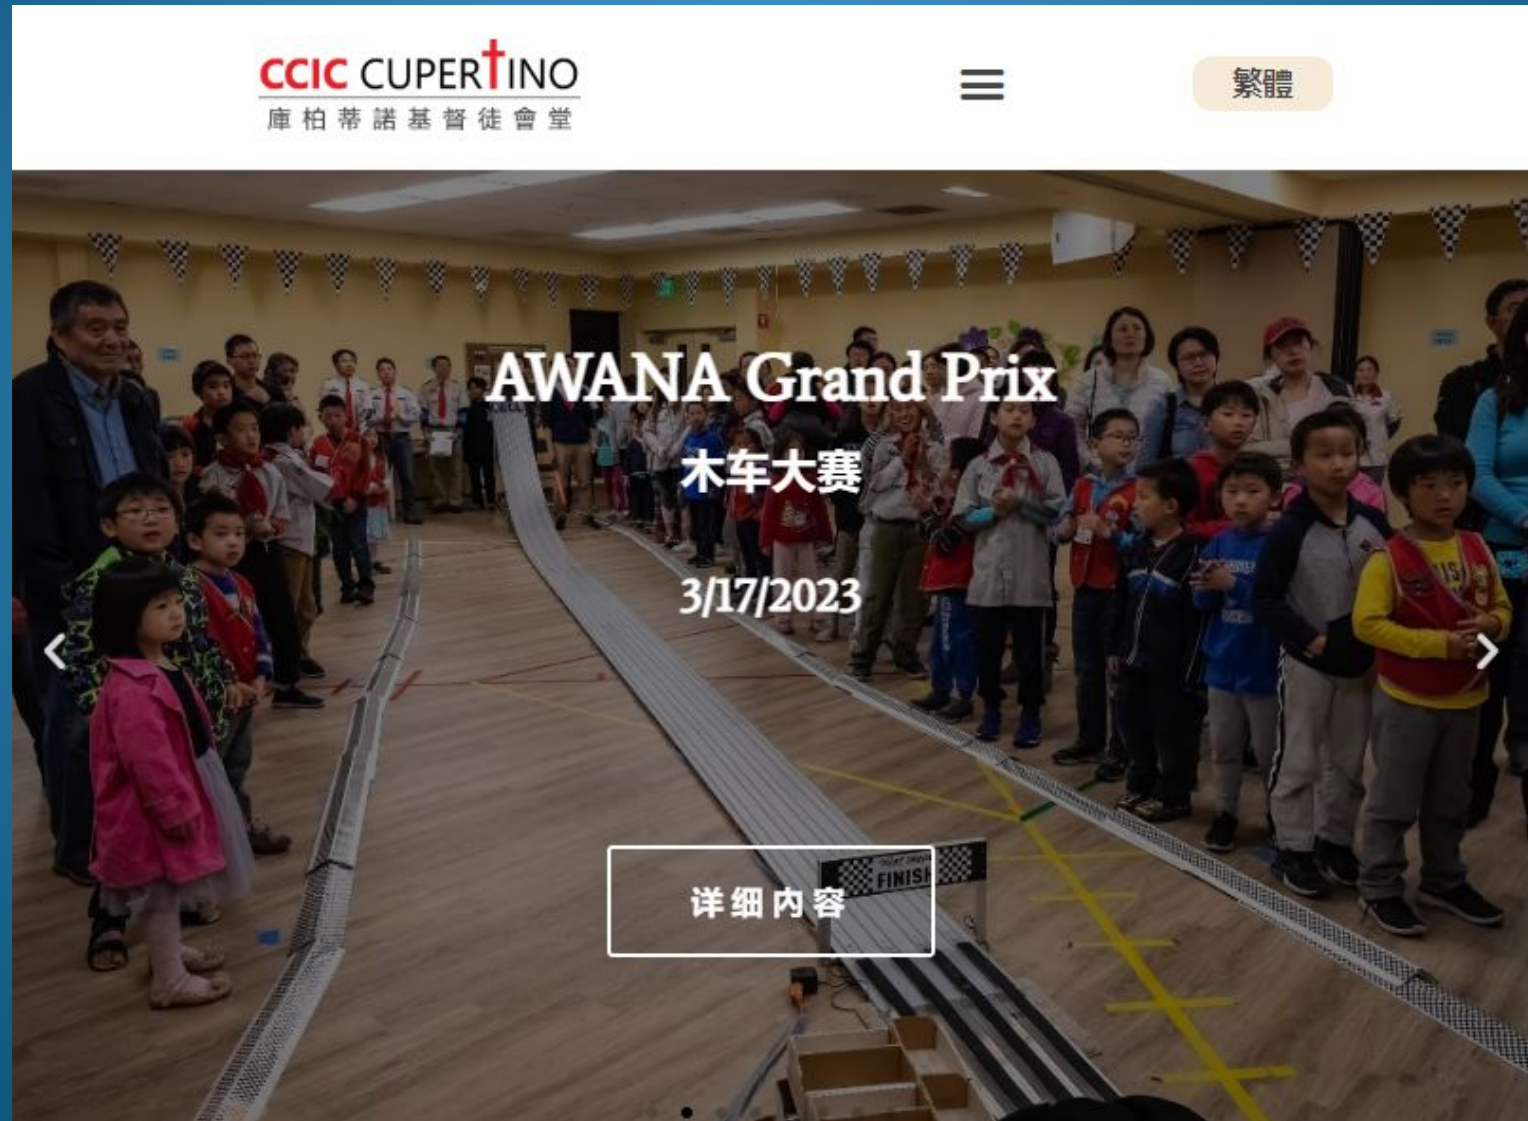 CCIC CUPERTINO
庫柏蒂諾基督徒會堂
繁體
AWANA Grand Prix
木车大赛
3/17/2023
FINISH
详细内容